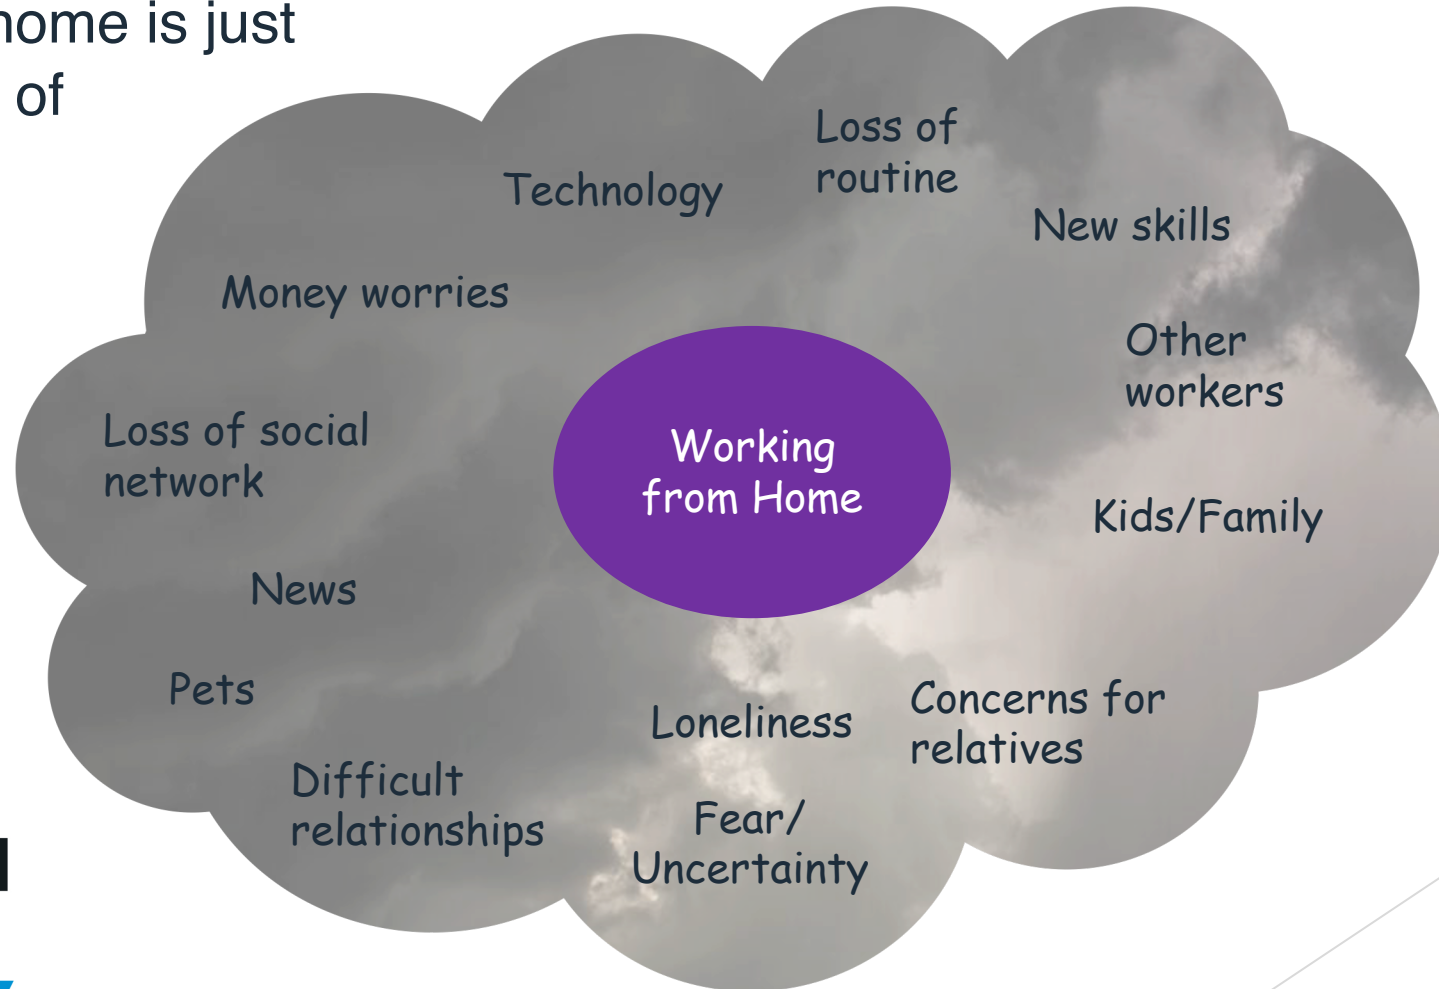 home is just
of
Loss of
routine
Technology
New skills
Money worries
Other
workers
Loss of social
network
Working
from Home
Kids/Family
News
Pets
Loneliness
Concerns for
relatives
Difficult
relationships
Fear/
Uncertainty